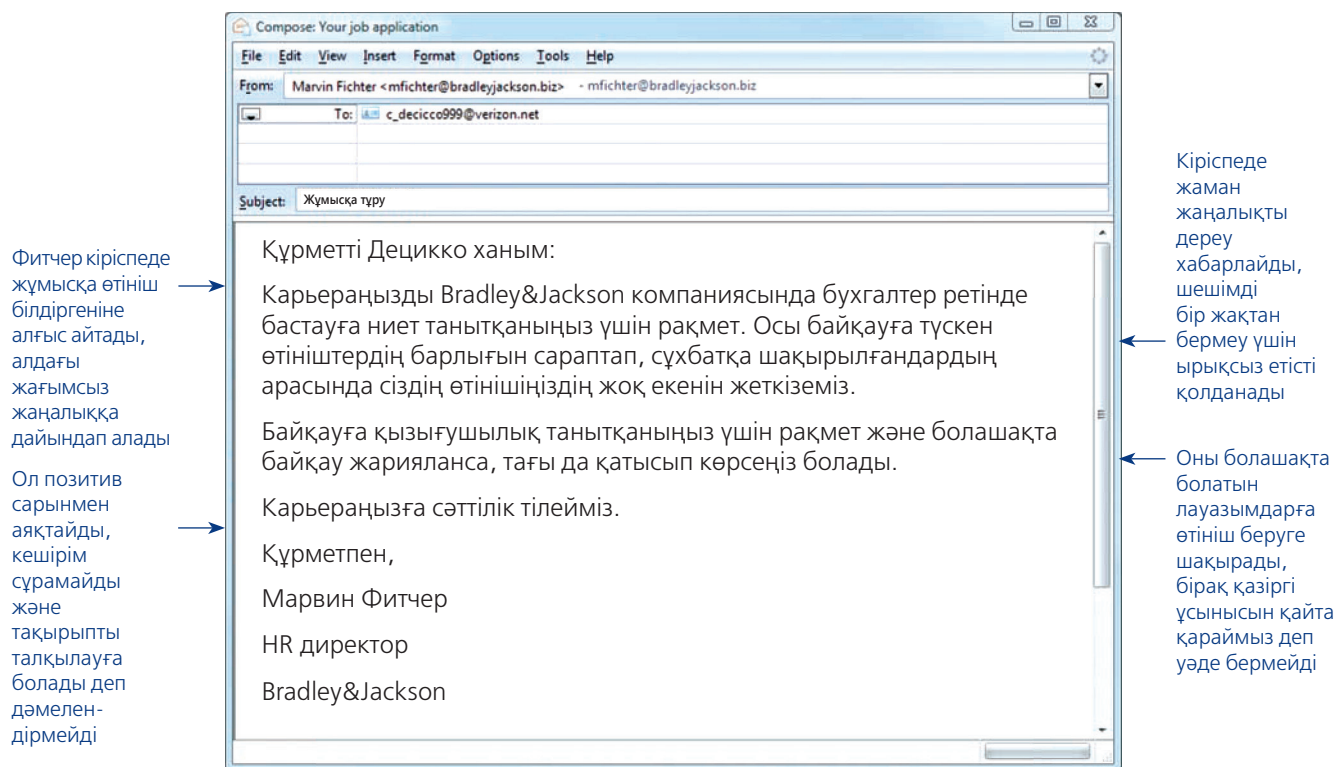 Compose: Your job application
File Edit View Insert Format Options Tools Help
From: Marvin Fichter <mfichter@bradleyjackson.biz> - mfichter@bradleyjackson.biz
To: c_decicco999@verizon.net
Subject: Жұмысқа тұру
Құрметті Децикко ханым:
Карьераңызды Bradley&Jackson компаниясында бухгалтер ретінде
бастауға ниет танытқаныңыз үшін рақмет. Осы байқауға түскен
өтініштердің барлығын сараптап, сұхбатқа шақырылғандардың
арасында сіздің өтінішіңіздің жоқ екенін жеткіземіз.
Байқауға қызығушылық танытқаныңыз үшін рақмет және болашақта
байқау жарияланса, тағы да қатысып көрсеңіз болады.
Карьераңызға сәттілік тілейміз.
Құрметпен,
Марвин Фитчер
HR директор
Bradley&Jackson
Фитчер кіріспеде
жұмысқа өтініш
білдіргеніне
алғыс айтады,
алдағы
жағымсыз
жаңалыққа
дайындап алады
Ол позитив
сарынмен
аяқтайды,
кешірім
сұрамайды
және
тақырыпты
талқылауға
болады деп
дәмелен-
дірмейді
Кіріспеде
жаман
жаңалықты
дереу
хабарлайды,
шешімді
бір жақтан
бермеу үшін
ырықсыз етісті
қолданады
Оны болашақта
болатын
лауазымдарға
өтініш беруге
шақырады,
бірақ қазіргі
ұсынысын қайта
қараймыз деп
уәде бермейді